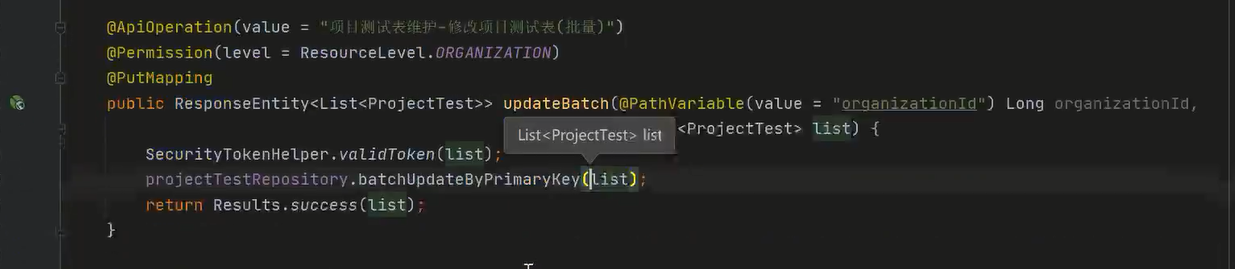 @ApiOperation(value = "项目测试表维护-修改项目测试表(批量)")
@Permission(level = ResourceLevel.ORGANIZATION)
@PutMapping
public ResponseEntity<List<ProjectTest>> updateBatch(@PathVariable(value = "organizationId") Long organizationId,
<ProjectTest> list) {
List<ProjectTest> list
SecurityTokenHelper.validToken(list);
projectTestRepository.batchUpdateByPrimaryKey(list);
return Results.success(list);
}